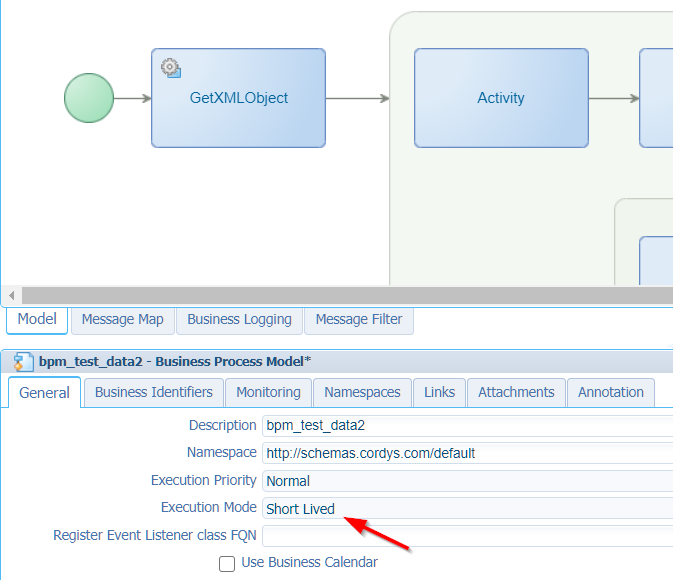 GetXMLObject
Activity
Model Message Map Business Logging Message Filter
bpm_test_data2 - Business Process Model*
General Business Identifiers Monitoring Namespaces Links Attachments Annotation
Description bpm_test_data2
Namespace http://schemas.cordys.com/default
Execution Priority Normal
Execution Mode Short Lived
Register Event Listener class FQN
Use Business Calendar